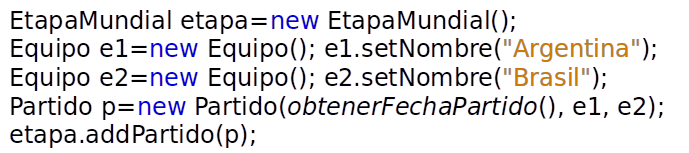 EtapaMundial etapa=new EtapaMundial();
Equipo e1=new Equipo(); e1.setNombre("Argentina");
Equipo e2=new Equipo(); e2.setNombre("Brasil");
Partido p=new Partido(obtenerFechaPartido(), e1, e2);
etapa.addPartido(p);